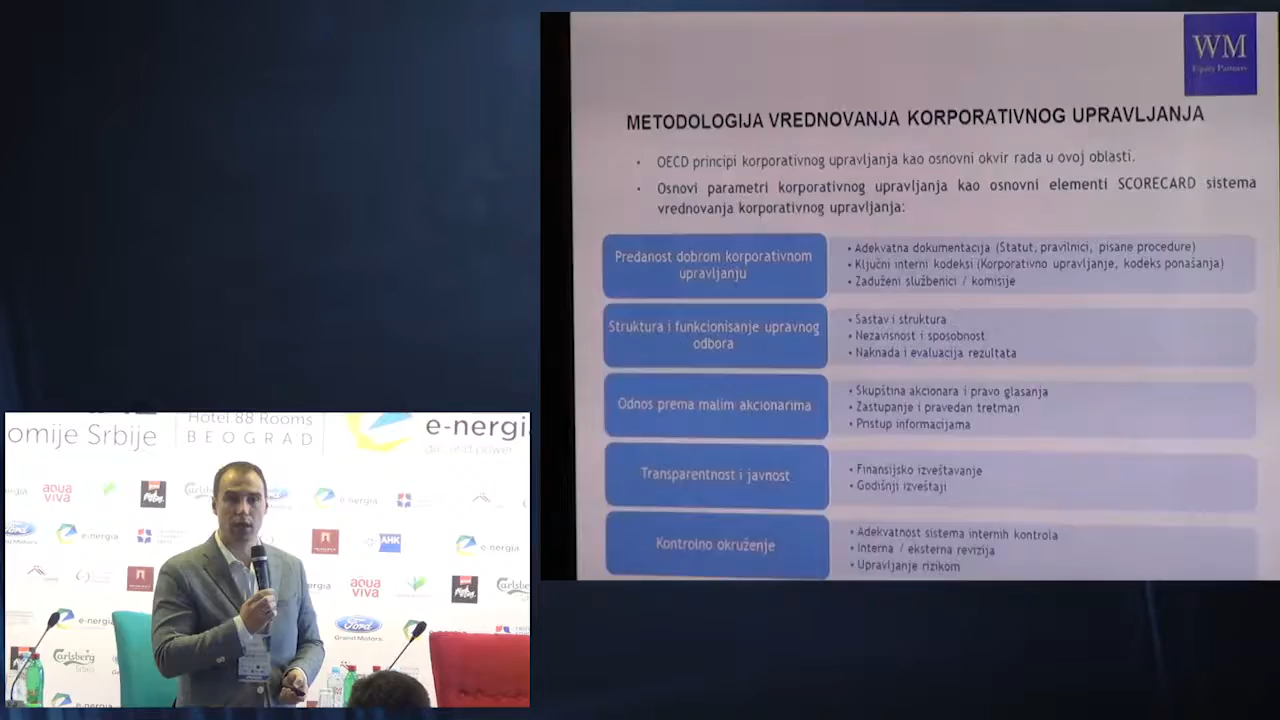 WM
Equity Partners
METODOLOGIJA VREDNOVANJA KORPORATIVNOG UPRAVLJANJA
• OECD principi korporativnog upravljanja kao osnovni okvir rada u ovoj oblasti.
• Osnovi parametri korporativnog upravljanja kao osnovni elementi SCORECARD sistema
vrednovanja korporativnog upravljanja:
Predanost dobrom korporativnom
upravljanju
• Adekvatna dokumentacija (Statut, pravilnici, pisane procedure)
• Ključni interni kodeksi (Korporativno upravljanje, kodeks ponašanja)
• Zaduženi službenici / komisije
Struktura i funkcionisanje upravnog
odbora
• Sastav i struktura
• Nezavisnost i sposobnost
• Naknada i evaluacija rezultata
Odnos prema malim akcionarima
• Skupština akcionara i pravo glasanja
• Zastupanje i pravedan tretman
• Pristup informacijama
Transparentnost i javnost
• Finansijsko izveštavanje
• Godišnji izveštaji
Kontrolno okruženje
• Adekvatnost sistema internih kontrola
• Interna / eksterna revizija
• Upravljanje rizikom
omije Srbije
Hotel 88 Rooms
BEOGRAD
e-nergi
aqua
viva
e-nergia
Ford
e-nergia
AHK
e-nergia
aqua
viva
Carlsberg
e-nergia
Ford
Grand Motors
Carlsberg